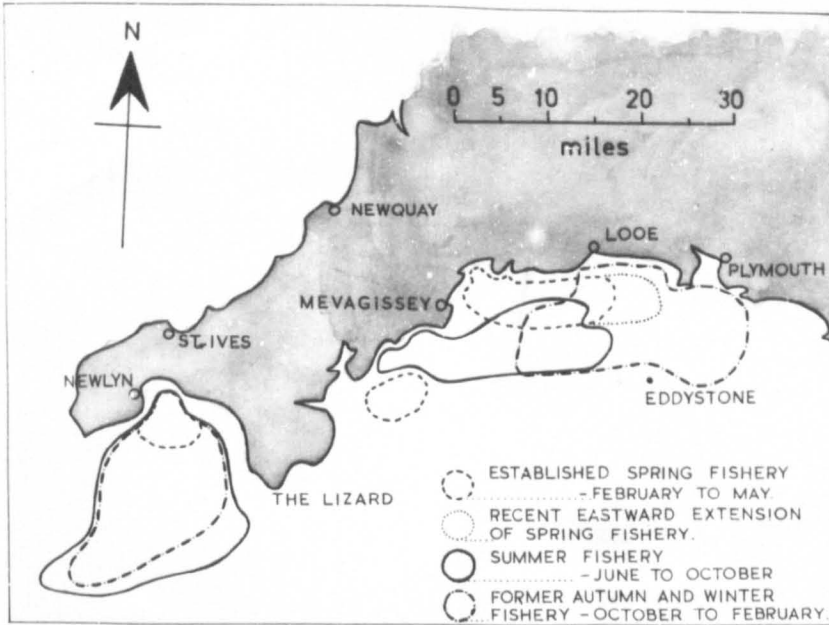 N
0 5 10 20 30
miles
NEWQUAY
LOOE
PLYMOUTH
MEVAGISSEY
ST.IVES
NEWLYN
EDDYSTONE
THE LIZARD
ESTABLISHED SPRING FISHERY
- FEBRUARY TO MAY.
RECENT EASTWARD EXTENSION
OF SPRING FISHERY.
SUMMER FISHERY
- JUNE TO OCTOBER
FORMER AUTUMN AND WINTER
FISHERY - OCTOBER TO FEBRUARY.